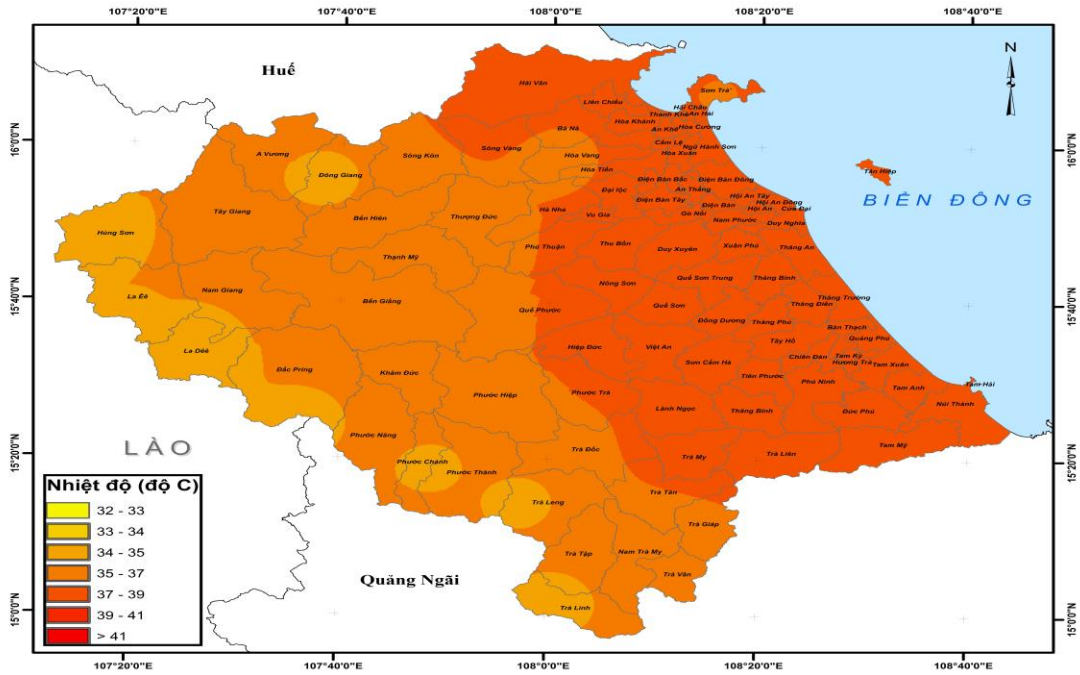 107°20'0"E
107°40'0"E
108°0'0"E
108°20'0"E
108°40'0"E
N
Huế
Hải Vân
Sơn Trà
Liên Chiểu
Hải Châu
Thanh Khê An Hải
Hòa Khánh
Hòa Cường
An Khê
Bà Nà
16°0'0"N
16°0'0"N
Cẩm Lệ
Ngũ Hành Sơn
Sông Vàng
Hòa Vang
Hòa Xuân
A Vương
Sông Kôn
Hòa Tiến
Tân Hiệp
Đông Giang
Điện Bàn Bắc
Điện Bàn Đông
Đại Lộc
An Thắng
Hội An Tây
BIỂN ĐÔNG
Điện Bàn Tây
Điện Bàn
Hội An Đông
Tây Giang
Bến Hiên
Thượng Đức
Hà Nha
Vu Gia
Gò Nổi
Hội An
Nam Phước
Duy Nghĩa
Hùng Sơn
Phú Thuận
Thu Bồn
Duy Xuyên
Xuân Phú
Thăng An
Thạnh Mỹ
La Êê
Nam Giang
Bến Giằng
Nông Sơn
Quế Sơn Trung
Thăng Bình
15°40'0"N
15°40'0"N
Quế Phước
Quế Sơn
Thăng Trường
Thăng Điền
Đồng Dương
Thăng Phú
Bàn Thạch
Quảng Phú
La Dêê
Hiệp Đức
Việt An
Tây Hồ
Chiên Đàn
Tam Kỳ
Hương Trà
Tam Xuân
Đắc Pring
Khâm Đức
Sơn Cẩm Hà
Tiên Phước
Phú Ninh
Tam Anh
Tam Hải
Phước Hiệp
Phước Trà
Lãnh Ngọc
Thăng Bình
Đức Phú
Núi Thành
Phước Năng
Trà Đốc
Tam Mỹ
LÀO
Trà My
Trà Liên
15°20'0"N
15°20'0"N
Phước Chánh
Phước Thành
Trà Leng
Trà Tân
Trà Giáp
Nhiệt độ (độ C)
32 - 33
33 - 34
34 - 35
35 - 37
37 - 39
39 - 41
> 41
Trà Tập
Nam Trà My
Trà Vân
Quảng Ngãi
Trà Linh
15°0'0"N
15°0'0"N
107°20'0"E
107°40'0"E
108°0'0"E
108°20'0"E
108°40'0"E